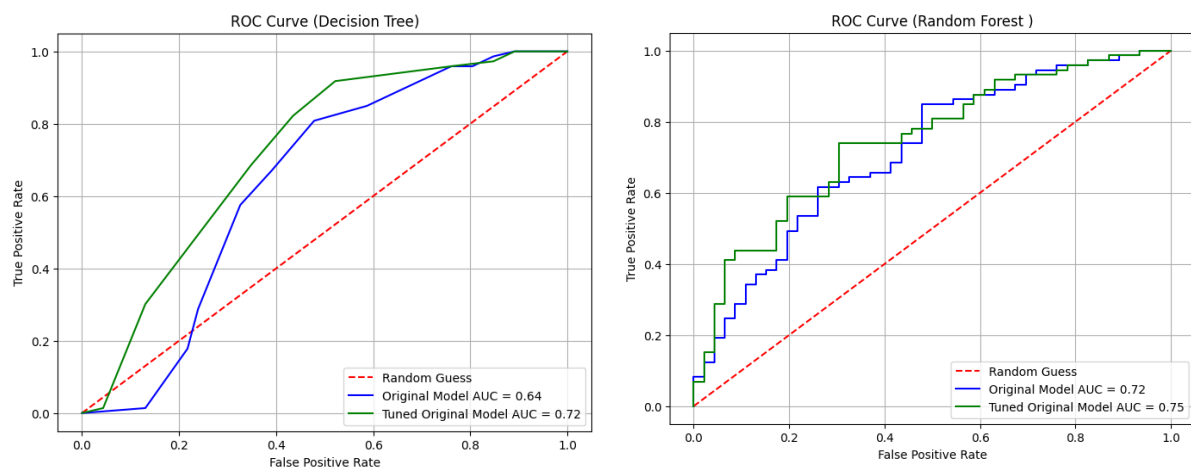 ROC Curve (Decision Tree)
True Positive Rate
1.0
0.8
0.6
0.4
0.2
0.0
0.0 0.2 0.4 0.6 0.8 1.0
False Positive Rate
Random Guess
Original Model AUC = 0.64
Tuned Original Model AUC = 0.72
ROC Curve (Random Forest )
True Positive Rate
1.0
0.8
0.6
0.4
0.2
0.0
0.0 0.2 0.4 0.6 0.8 1.0
False Positive Rate
Random Guess
Original Model AUC = 0.72
Tuned Original Model AUC = 0.75